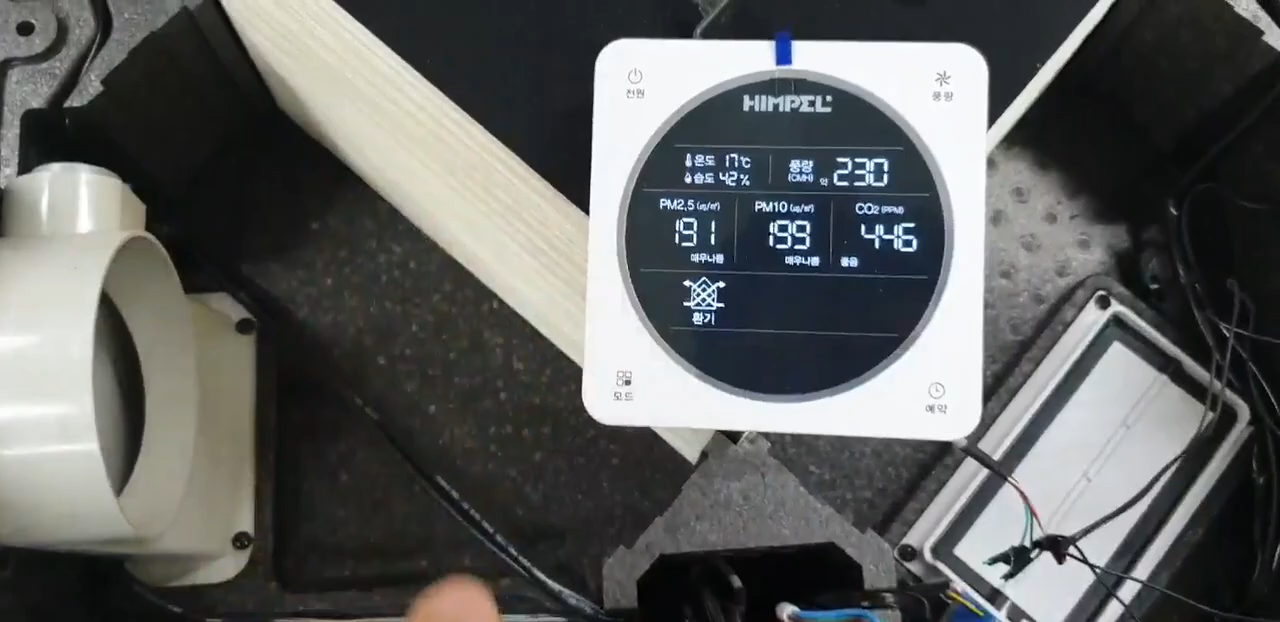 전원
풍량
HIMPEL
온도 17℃
습도 42%
풍량 (CMH) 약 230
PM2.5 (㎍/㎥)
191
매우나쁨
PM10 (㎍/㎥)
199
매우나쁨
CO2 (PPM)
446
좋음
환기
모드
예약